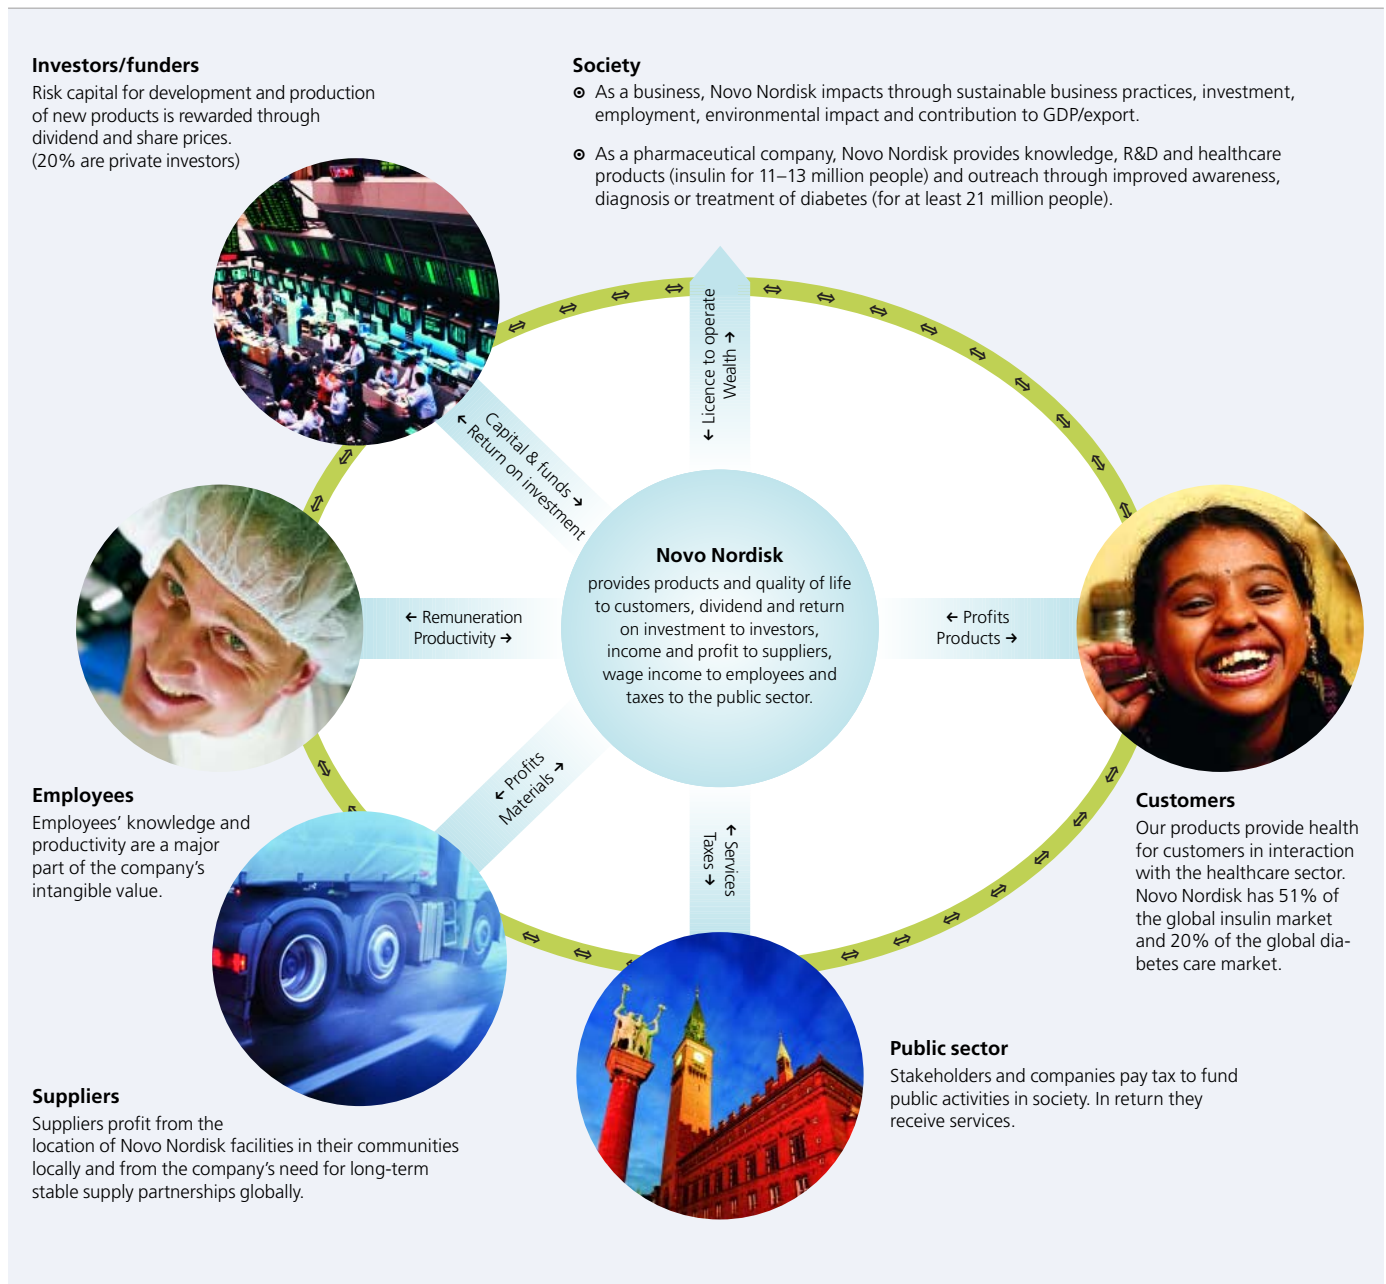 Investors/funders
Risk capital for development and production
of new products is rewarded through
dividend and share prices.
(20% are private investors)
Society
As a business, Novo Nordisk impacts through sustainable business practices, investment,
employment, environmental impact and contribution to GDP/export.
As a pharmaceutical company, Novo Nordisk provides knowledge, R&D and healthcare
products (insulin for 11–13 million people) and outreach through improved awareness,
diagnosis or treatment of diabetes (for at least 21 million people).
← Licence to operate
Wealth →
Capital & funds →
← Return on investment
Novo Nordisk
provides products and quality of life
to customers, dividend and return
on investment to investors,
income and profit to suppliers,
wage income to employees and
taxes to the public sector.
← Remuneration
Productivity →
← Profits
Products →
← Profits
Materials →
← Services
Taxes →
Employees
Employees’ knowledge and
productivity are a major
part of the company’s
intangible value.
Customers
Our products provide health
for customers in interaction
with the healthcare sector.
Novo Nordisk has 51% of
the global insulin market
and 20% of the global dia-
betes care market.
Public sector
Stakeholders and companies pay tax to fund
public activities in society. In return they
receive services.
Suppliers
Suppliers profit from the
location of Novo Nordisk facilities in their communities
locally and from the company’s need for long-term
stable supply partnerships globally.